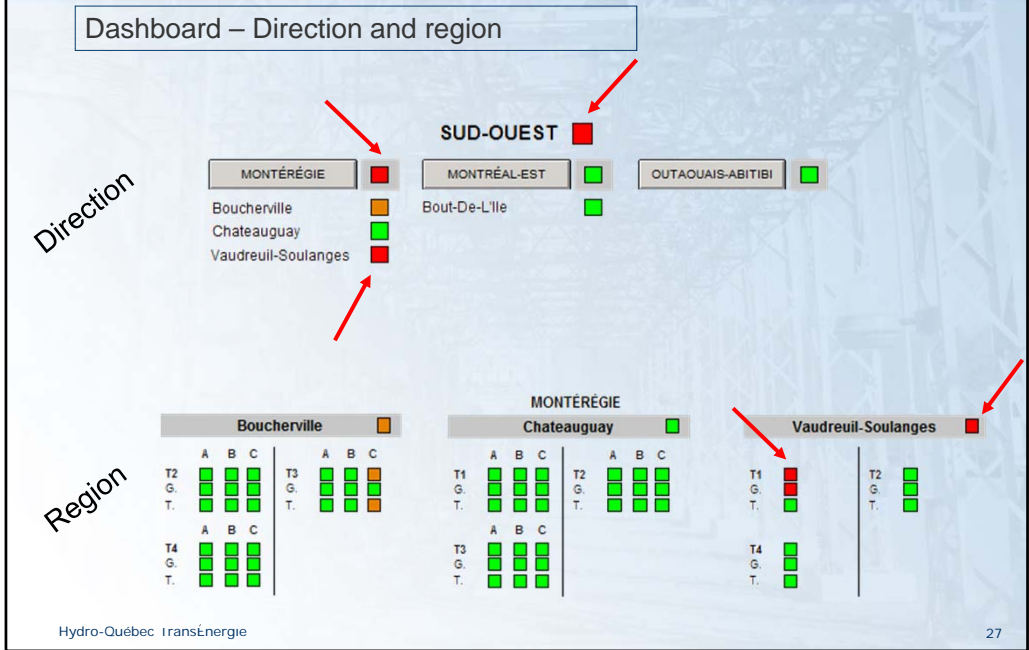 Dashboard – Direction and region
SUD-OUEST
MONTÉRÉGIE MONTRÉAL-EST OUTAOUAIS-ABITIBI
Boucherville Bout-De-L'Ile
Chateauguay
Vaudreuil-Soulanges
Direction
MONTÉRÉGIE
Boucherville Chateauguay Vaudreuil-Soulanges
A B C A B C A B C A B C
T2 T3 T1 T2 T1 T2
G. G. G. G. G. G.
T. T. T. T. T. T.
A B C A B C
T4 T3 T4
G. G. G.
T. T. T.
Region
Hydro-Québec TransÉnergie 27